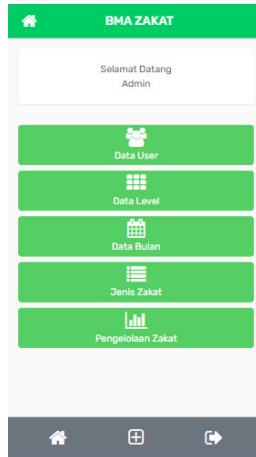 BMA ZAKAT
Selamat Datang
Admin
Data User
Data Level
Data Bulan
Jenis Zakat
Pengelolaan Zakat